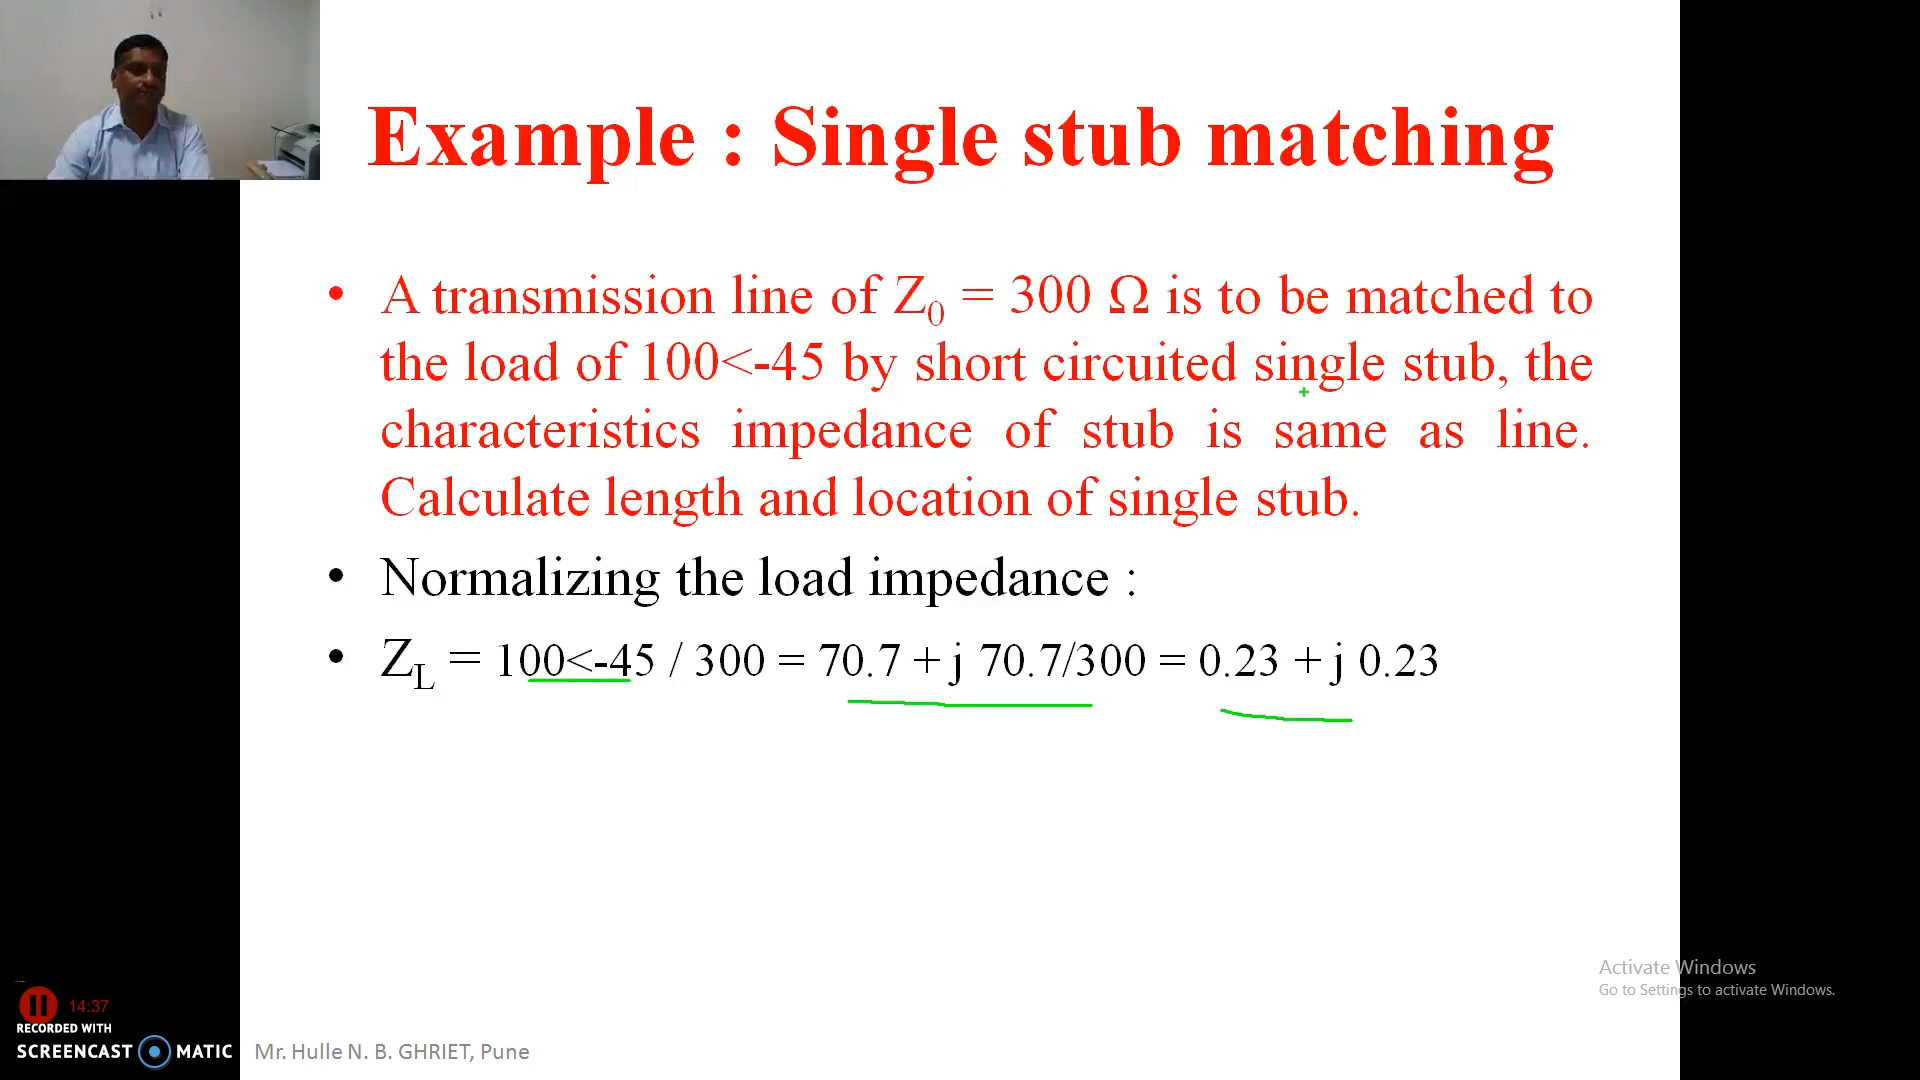 Example : Single stub matching
• A transmission line of Z₀ = 300 Ω is to be matched to
the load of 100<-45 by short circuited single stub, the
characteristics impedance of stub is same as line.
Calculate length and location of single stub.
• Normalizing the load impedance :
• Z_L = 100<-45 / 300 = 70.7 + j 70.7/300 = 0.23 + j 0.23
Activate Windows
Go to Settings to activate Windows.
14:37
RECORDED WITH
SCREENCAST MATIC
Mr. Hulle N. B. GHRIET, Pune